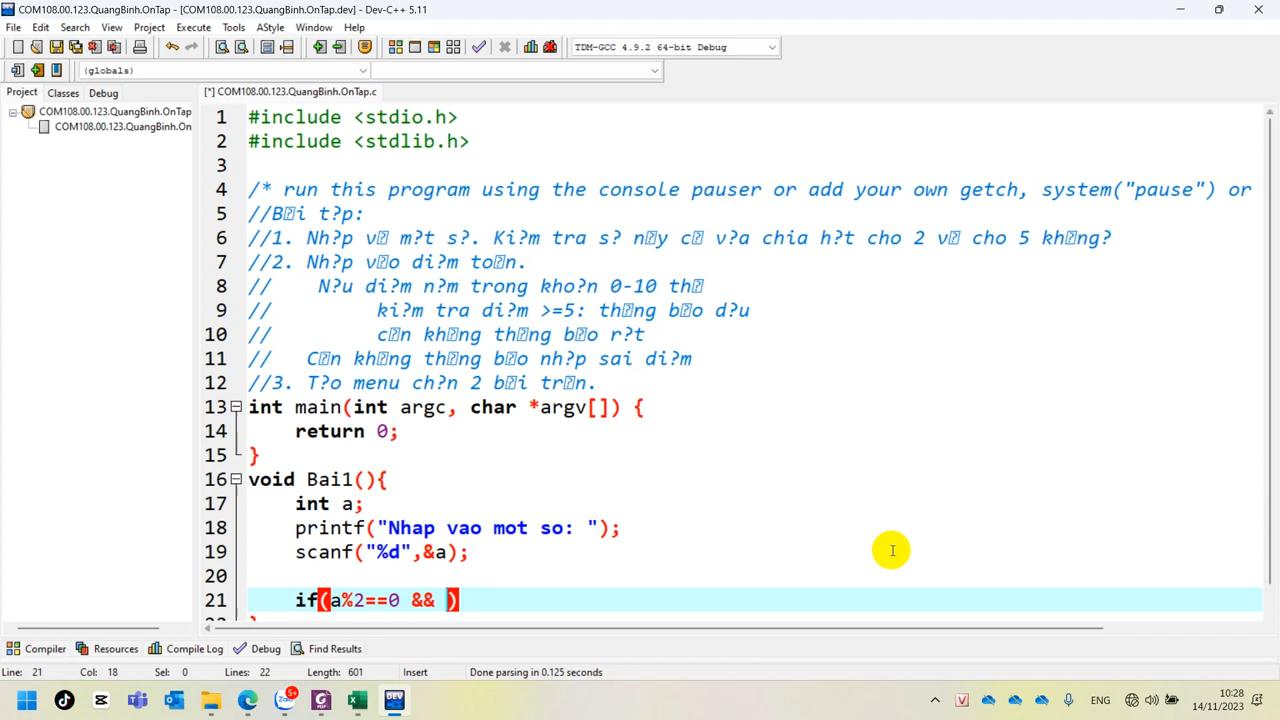 COM108.00.123.QuangBinh.OnTap - [COM108.00.123.QuangBinh.OnTap.dev] - Dev-C++ 5.11
File Edit Search View Project Execute Tools AStyle Window Help
TDM-GCC 4.9.2 64-bit Debug
(globals)
Project Classes Debug
[*] COM108.00.123.QuangBinh.OnTap.c
COM108.00.123.QuangBinh.OnTap
COM108.00.123.QuangBinh.On
1 #include <stdio.h>
2 #include <stdlib.h>
3
4 /* run this program using the console pauser or add your own getch, system("pause") or
5 //B�i t?p:
6 //1. Nh?p v� m?t s?. Ki?m tra s? n�y c� v?a chia h?t cho 2 v� cho 5 kh�ng?
7 //2. Nh?p v�o di?m to�n.
8 // N?u di?m n?m trong kho?n 0-10 th�
9 // ki?m tra di?m >=5: th�ng b�o d?u
10 // c�n kh�ng th�ng b�o r?t
11 // C�n kh�ng th�ng b�o nh?p sai di?m
12 //3. T?o menu ch?n 2 b�i tr�n.
13 int main(int argc, char *argv[]) {
14 return 0;
15 }
16 void Bai1(){
17 int a;
18 printf("Nhap vao mot so: ");
19 scanf("%d",&a);
20
21 if(a%2==0 && )
Compiler Resources Compile Log Debug Find Results
Line: 21 Col: 18 Sel: 0 Lines: 22 Length: 601 Insert Done parsing in 0.125 seconds
5+
Zalo
DEV
V
ENG
10:28
14/11/2023